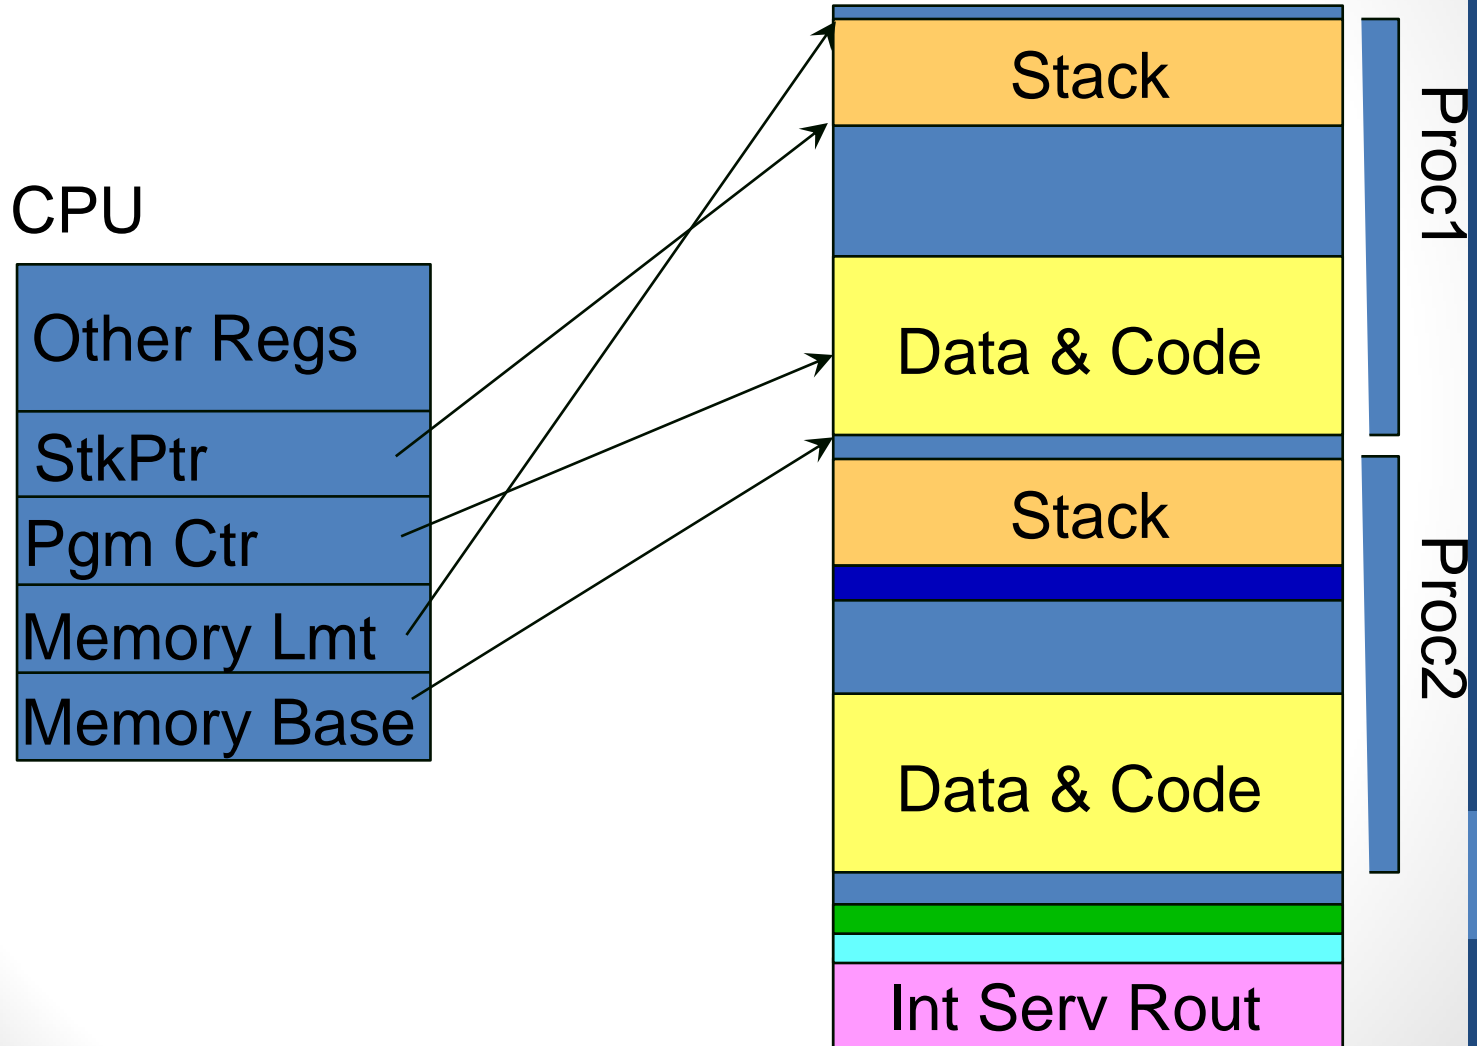 CPU
Other Regs
StkPtr
Pgm Ctr
Memory Lmt
Memory Base
Stack
Data & Code
Stack
Data & Code
Int Serv Rout
Proc1
Proc2